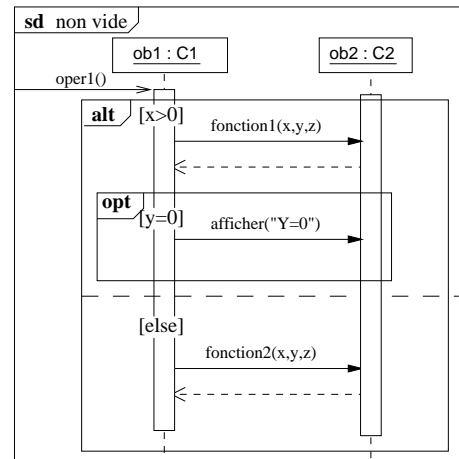 sd non vide
ob1 : C1
ob2 : C2
oper1()
alt
[x>0]
fonction1(x,y,z)
opt
[y=0]
afficher("Y=0")
[else]
fonction2(x,y,z)